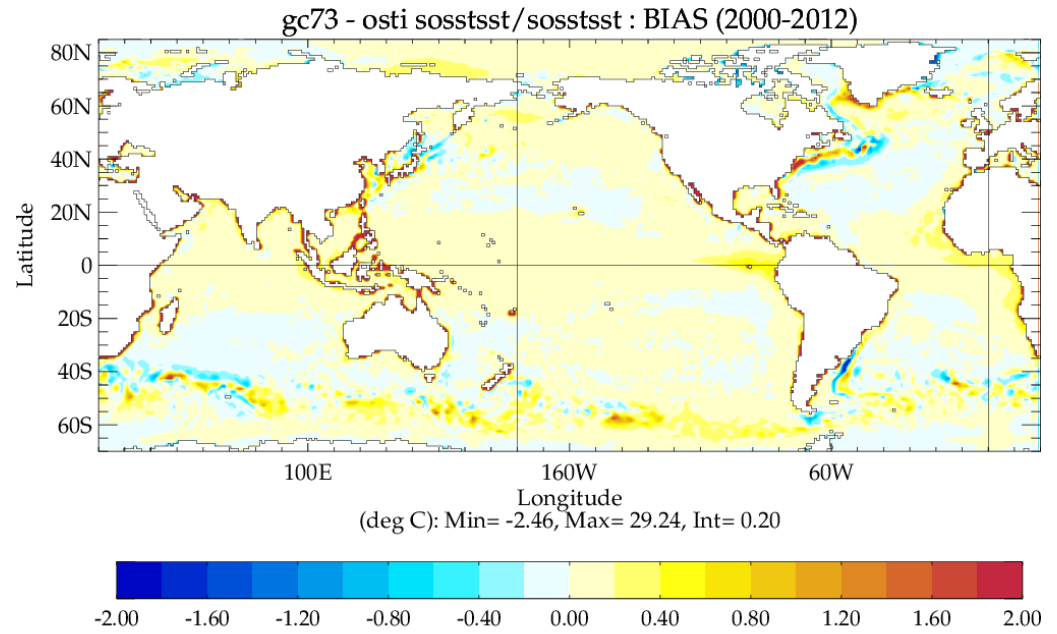 gc73 - osti sosstsst/sosstsst : BIAS (2000-2012)
80N
60N
40N
20N
0
20S
40S
60S
Latitude
100E 160W 60W
Longitude
(deg C): Min= -2.46, Max= 29.24, Int= 0.20
-2.00 -1.60 -1.20 -0.80 -0.40 0.00 0.40 0.80 1.20 1.60 2.00